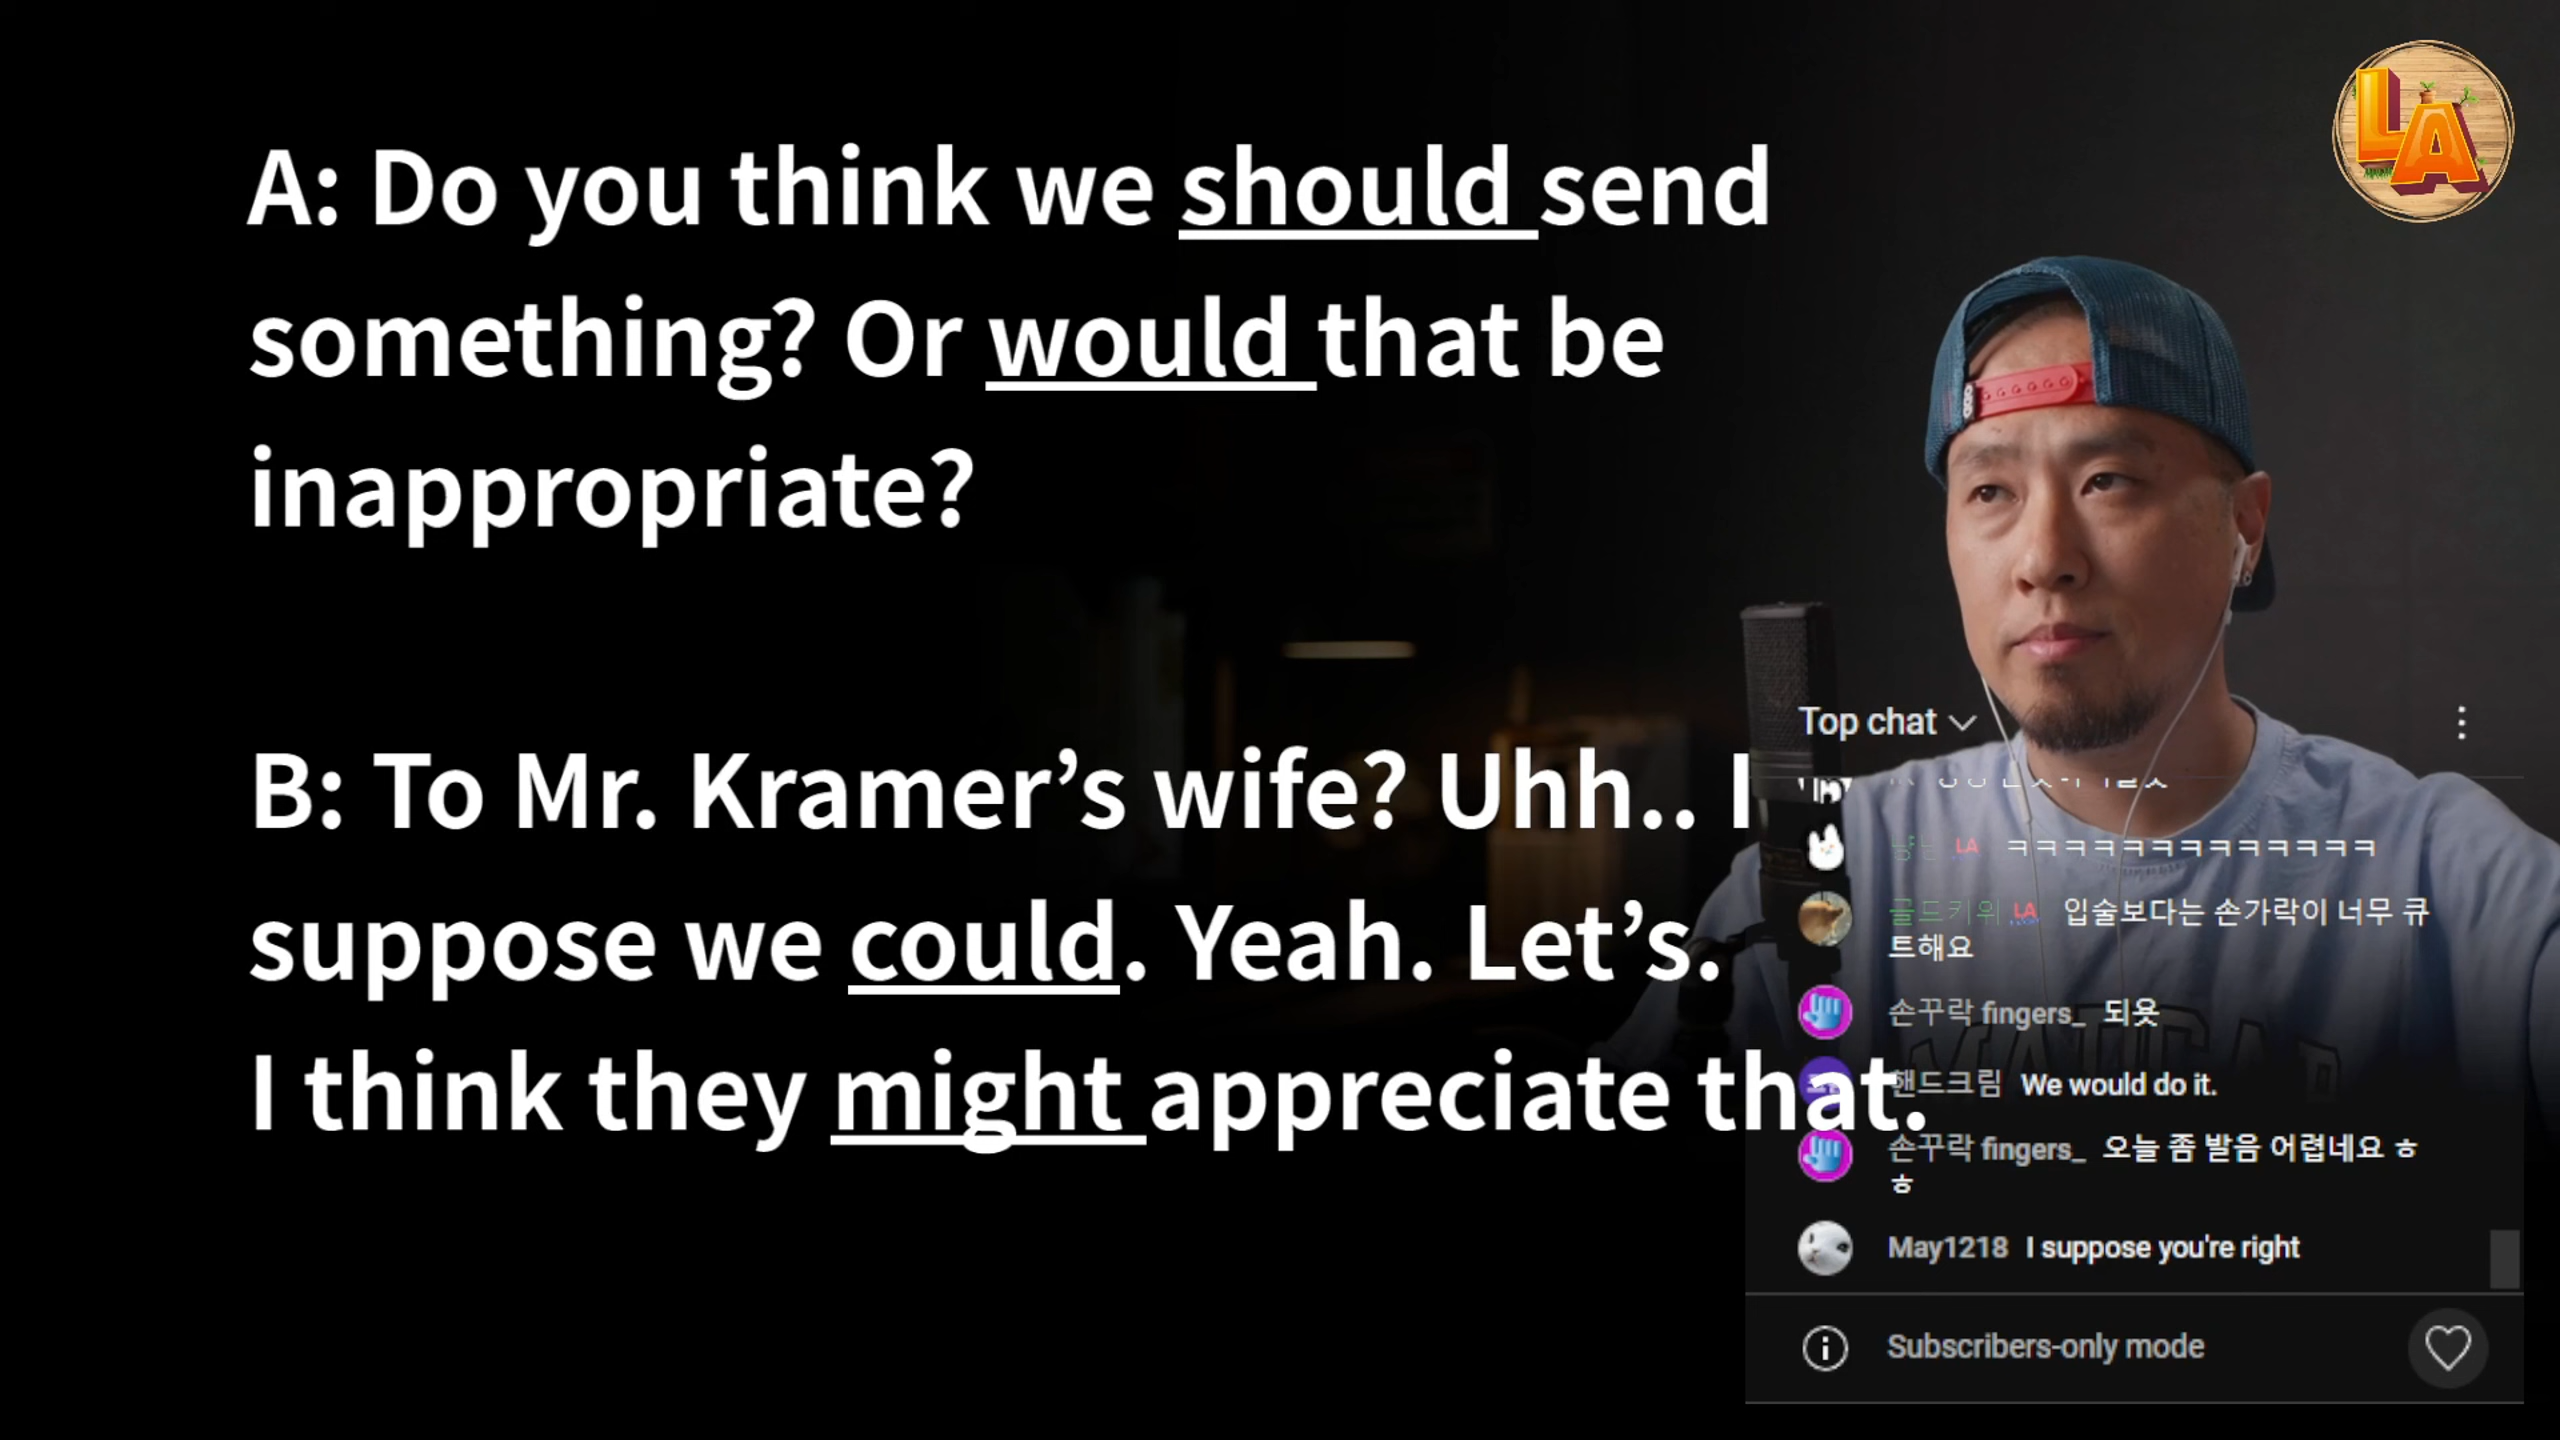 LA
A: Do you think we should send
something? Or would that be
inappropriate?
B: To Mr. Kramer’s wife? Uhh.. I
suppose we could. Yeah. Let’s.
I think they might appreciate that.
Top chat
LA ㅋㅋㅋㅋㅋㅋㅋㅋㅋㅋㅋㅋㅋ
골드키위 LA 입술보다는 손가락이 너무 큐
트해요
손꾸락 fingers_ 되욧
핸드크림 We would do it.
손꾸락 fingers_ 오늘 좀 발음 어렵네요 ㅎ
ㅎ
May1218 I suppose you're right
Subscribers-only mode